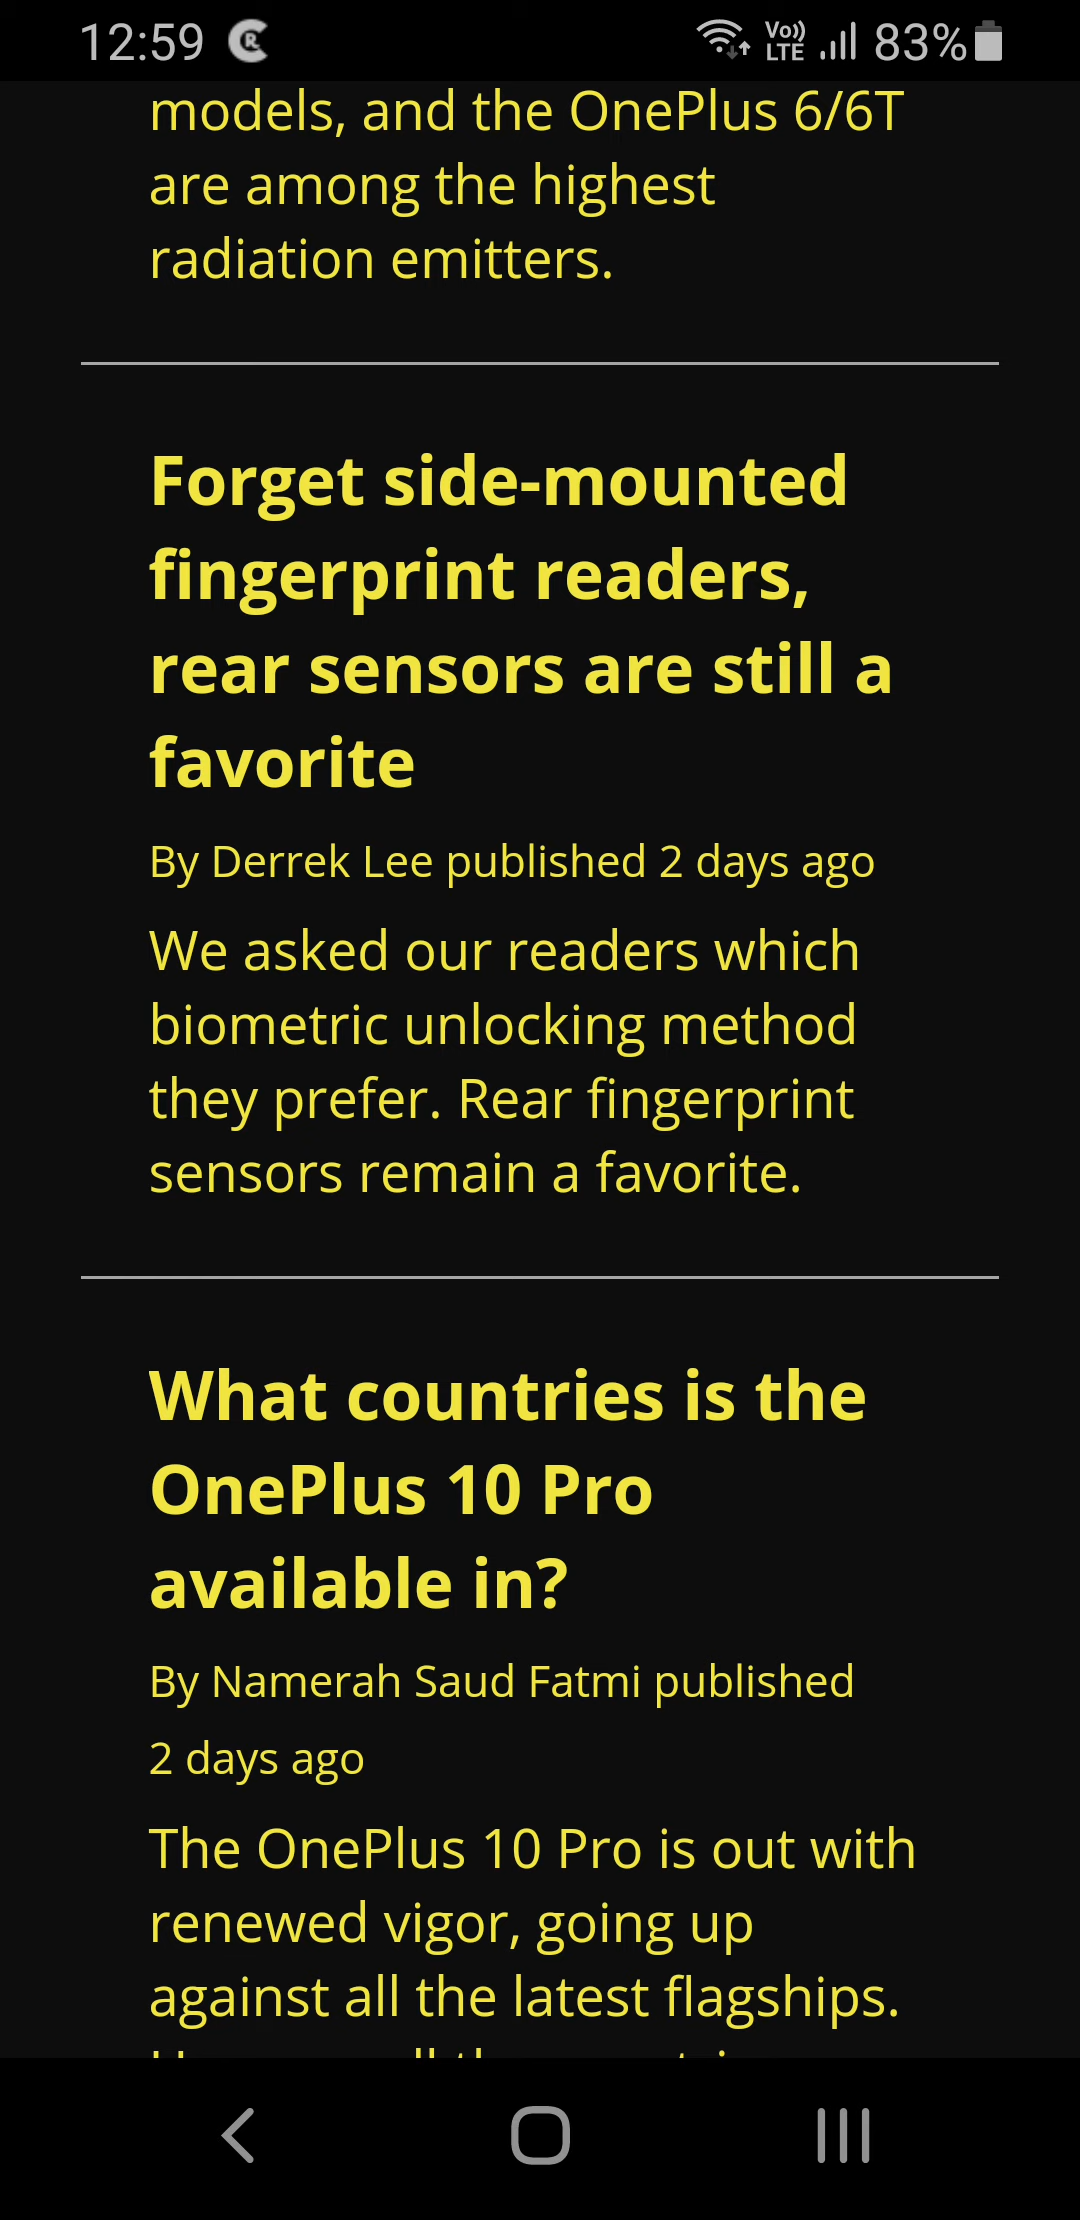 12:59 R Vo)) LTE 83%
models, and the OnePlus 6/6T
are among the highest
radiation emitters.
Forget side-mounted
fingerprint readers,
rear sensors are still a
favorite
By Derrek Lee published 2 days ago
We asked our readers which
biometric unlocking method
they prefer. Rear fingerprint
sensors remain a favorite.
What countries is the
OnePlus 10 Pro
available in?
By Namerah Saud Fatmi published
2 days ago
The OnePlus 10 Pro is out with
renewed vigor, going up
against all the latest flagships.